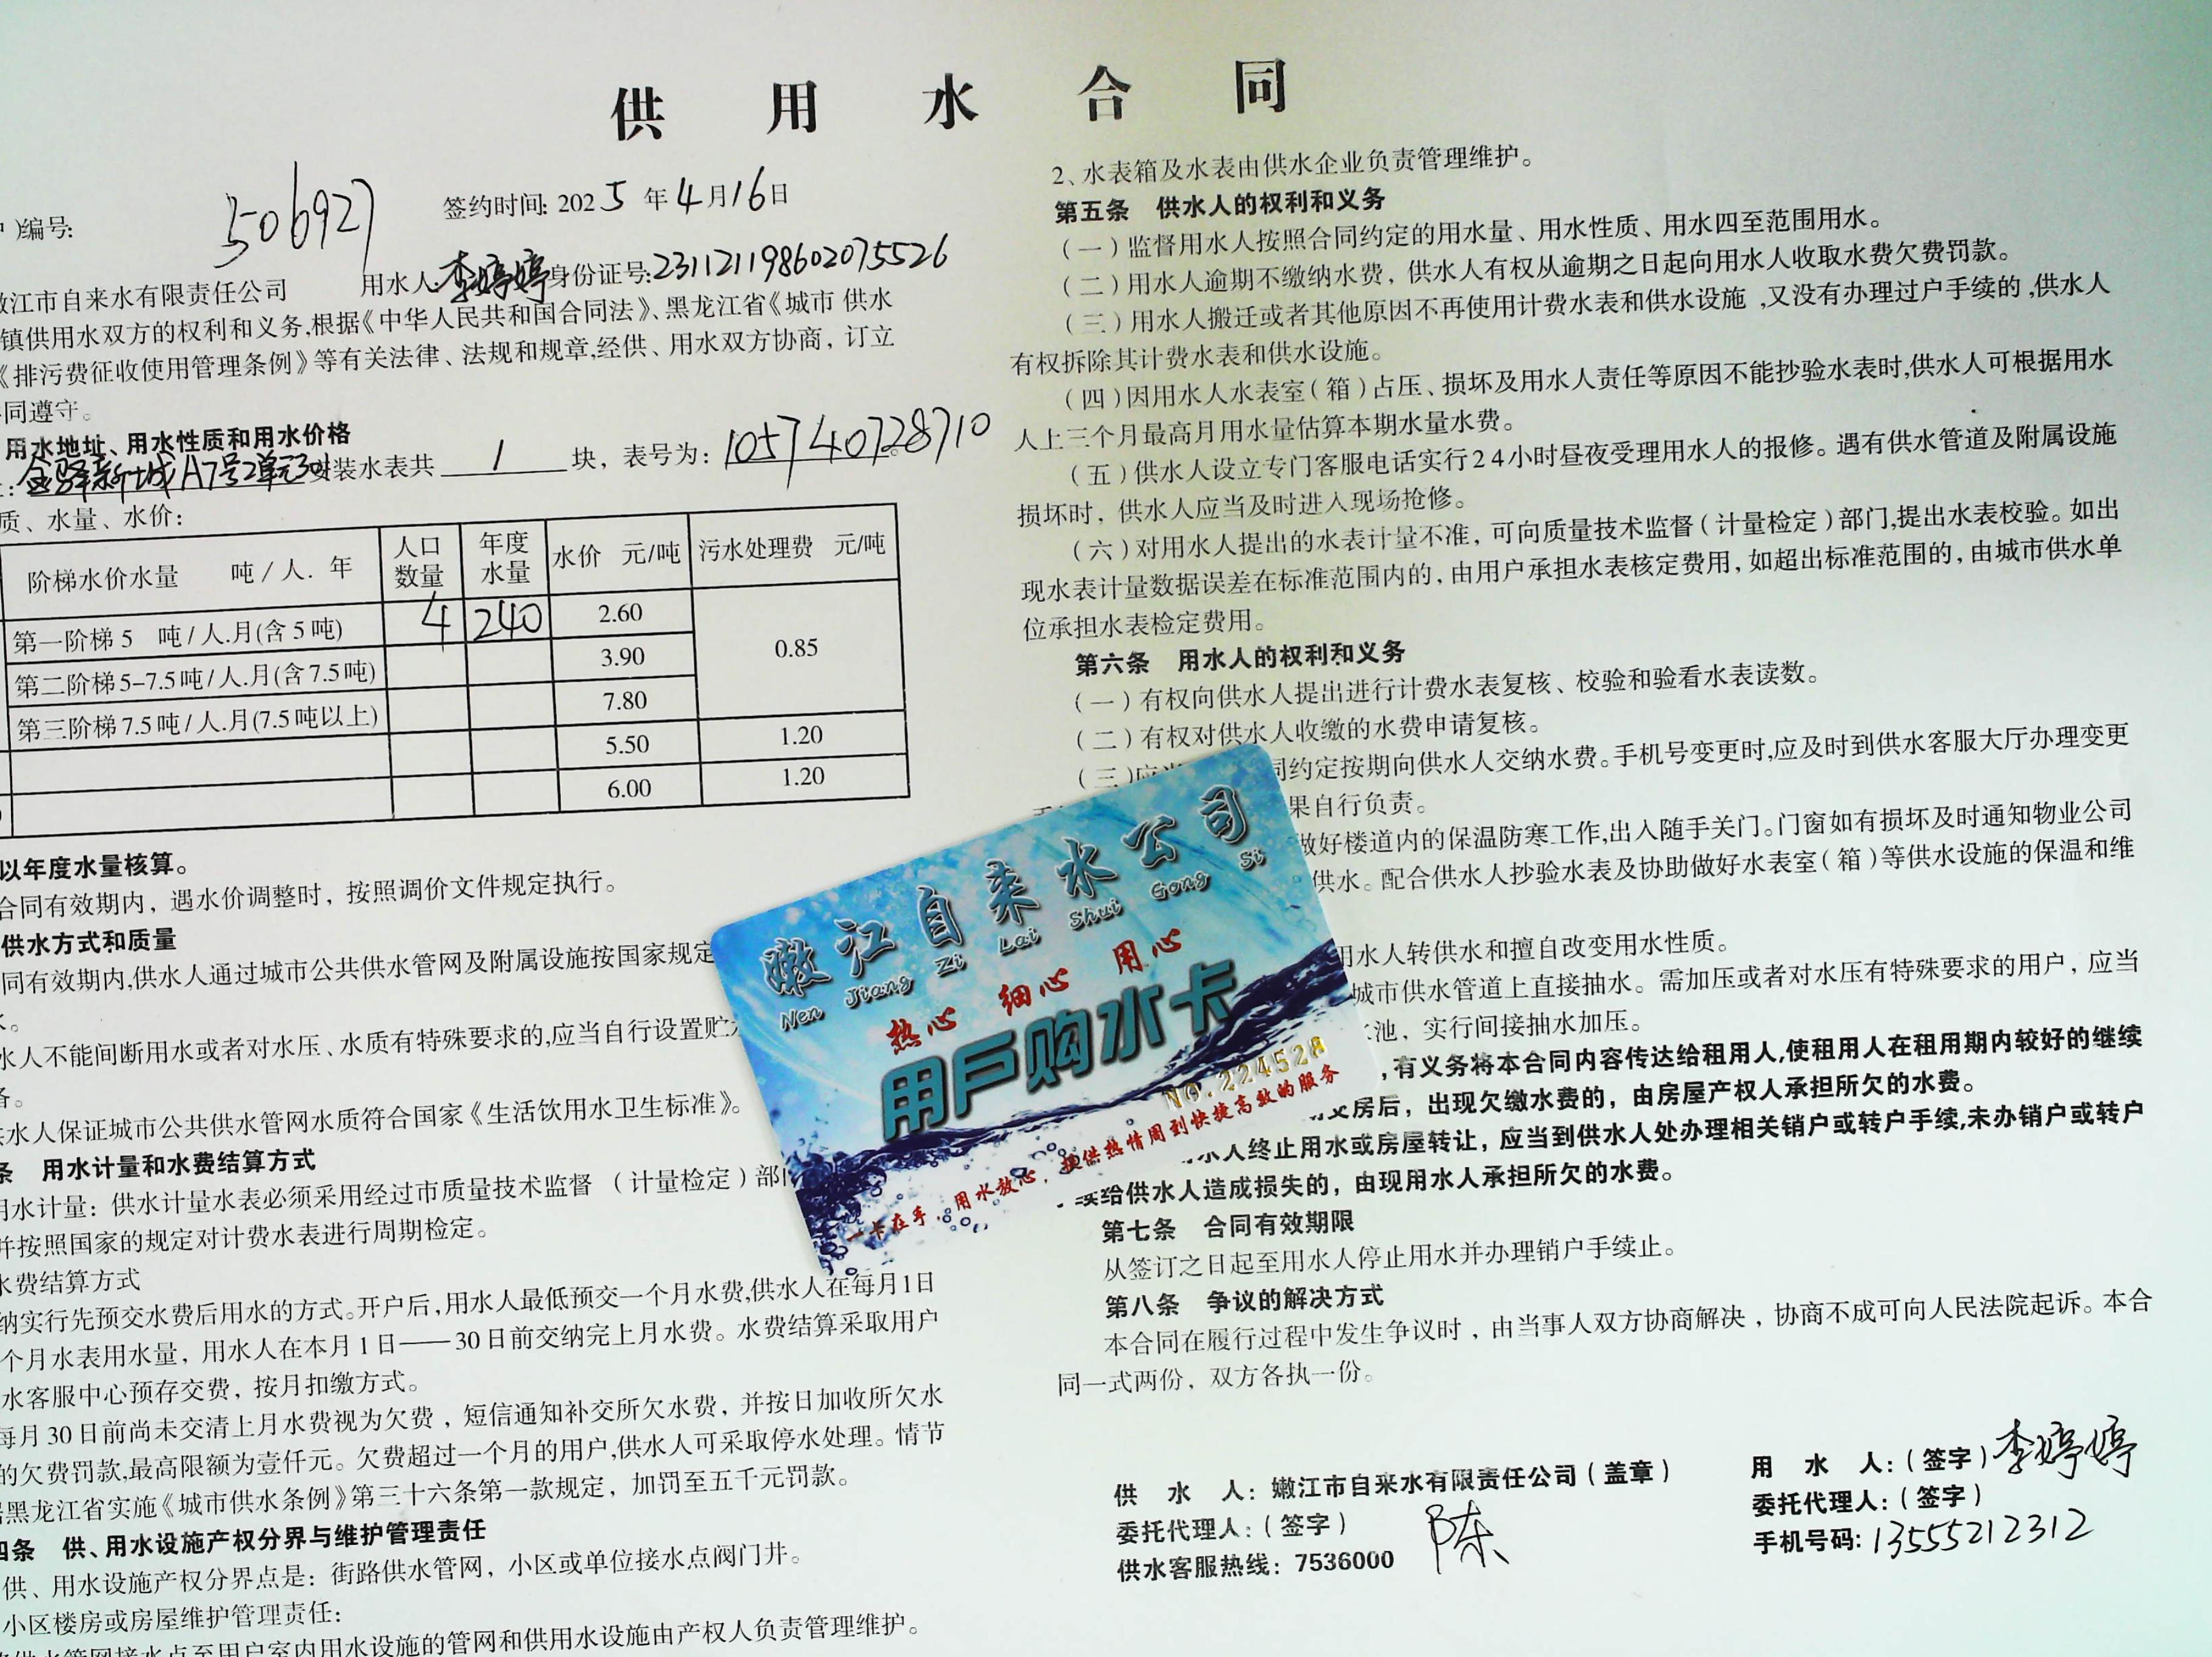 供用水合同
)编号:
506927
签约时间: 2025年4月16日
江市自来水有限责任公司 用水人:李婷婷 身份证号:231121198602075526
镇供用水双方的权利和义务,根据《中华人民共和国合同法》、黑龙江省《城市 供水
《排污费征收使用管理条例》等有关法律、法规和规章,经供、用水双方协商，订立
同遵守。
用水地址、用水性质和用水价格
金驿新城A7号2单元301 装水表共 1 块，表号为: 105740728710
质、水量、水价:
阶梯水价水量 吨/人.年 人口数量 年度水量 水价 元/吨 污水处理费 元/吨
第一阶梯5 吨/人.月(含5吨) 4 240 2.60 0.85
第二阶梯5-7.5吨/人.月(含7.5吨) 3.90
第三阶梯7.5吨/人.月(7.5吨以上) 7.80
5.50 1.20
6.00 1.20
以年度水量核算。
合同有效期内，遇水价调整时，按照调价文件规定执行。
供水方式和质量
同有效期内,供水人通过城市公共供水管网及附属设施按国家规定
水人不能间断用水或者对水压、水质有特殊要求的,应当自行设置贮
水人保证城市公共供水管网水质符合国家《生活饮用水卫生标准》。
条 用水计量和水费结算方式
用水计量：供水计量水表必须采用经过市质量技术监督（计量检定）部
并按照国家的规定对计费水表进行周期检定。
水费结算方式
纳实行先预交水费后用水的方式。开户后,用水人最低预交一个月水费,供水人在每月1日
个月水表用水量，用水人在本月1日——30日前交纳完上月水费。水费结算采取用户
水客服中心预存交费，按月扣缴方式。
每月30日前尚未交清上月水费视为欠费，短信通知补交所欠水费，并按日加收所欠水
的欠费罚款,最高限额为壹仟元。欠费超过一个月的用户,供水人可采取停水处理。情节
黑龙江省实施《城市供水条例》第三十六条第一款规定，加罚至五千元罚款。
条 供、用水设施产权分界与维护管理责任
供、用水设施产权分界点是：街路供水管网，小区或单位接水点阀门井。
小区楼房或房屋维护管理责任:
供水管网接水点至用户室内用水设施的管网和供用水设施由产权人负责管理维护。
2、水表箱及水表由供水企业负责管理维护。
第五条 供水人的权利和义务
(一)监督用水人按照合同约定的用水量、用水性质、用水四至范围用水。
(二)用水人逾期不缴纳水费，供水人有权从逾期之日起向用水人收取水费欠费罚款。
(三)用水人搬迁或者其他原因不再使用计费水表和供水设施,又没有办理过户手续的,供水人
有权拆除其计费水表和供水设施。
(四)因用水人水表室(箱)占压、损坏及用水人责任等原因不能抄验水表时,供水人可根据用水
人上三个月最高月用水量估算本期水量水费。
(五)供水人设立专门客服电话实行24小时昼夜受理用水人的报修。遇有供水管道及附属设施
损坏时，供水人应当及时进入现场抢修。
(六)对用水人提出的水表计量不准，可向质量技术监督(计量检定)部门,提出水表校验。如出
现水表计量数据误差在标准范围内的，由用户承担水表核定费用，如超出标准范围的，由城市供水单
位承担水表检定费用。
第六条 用水人的权利和义务
(一)有权向供水人提出进行计费水表复核、校验和验看水表读数。
(二)有权对供水人收缴的水费申请复核。
(三)应 同约定按期向供水人交纳水费。手机号变更时,应及时到供水客服大厅办理变更
果自行负责。
做好楼道内的保温防寒工作,出入随手关门。门窗如有损坏及时通知物业公司
供水。配合供水人抄验水表及协助做好水表室(箱)等供水设施的保温和维
用水人转供水和擅自改变用水性质。
城市供水管道上直接抽水。需加压或者对水压有特殊要求的用户，应当
池，实行间接抽水加压。
,有义务将本合同内容传达给租用人,使租用人在租用期内较好的继续
交房后，出现欠缴水费的，由房屋产权人承担所欠的水费。
水人终止用水或房屋转让，应当到供水人处办理相关销户或转户手续,未办销户或转户
续给供水人造成损失的，由现用水人承担所欠的水费。
第七条 合同有效期限
从签订之日起至用水人停止用水并办理销户手续止。
第八条 争议的解决方式
本合同在履行过程中发生争议时，由当事人双方协商解决，协商不成可向人民法院起诉。本合
同一式两份，双方各执一份。
供水人：嫩江市自来水有限责任公司(盖章)
委托代理人：(签字) 陈
供水客服热线：7536000
用水人：(签字)李婷婷
委托代理人：(签字)
手机号码：13555212312
嫩江自来水公司
Nen Jiang Zi Lai Shui Gong Si
热心 细心 用心
用户购水卡
NO.224528
一卡在手，用水放心，提供热情周到快捷高效的服务